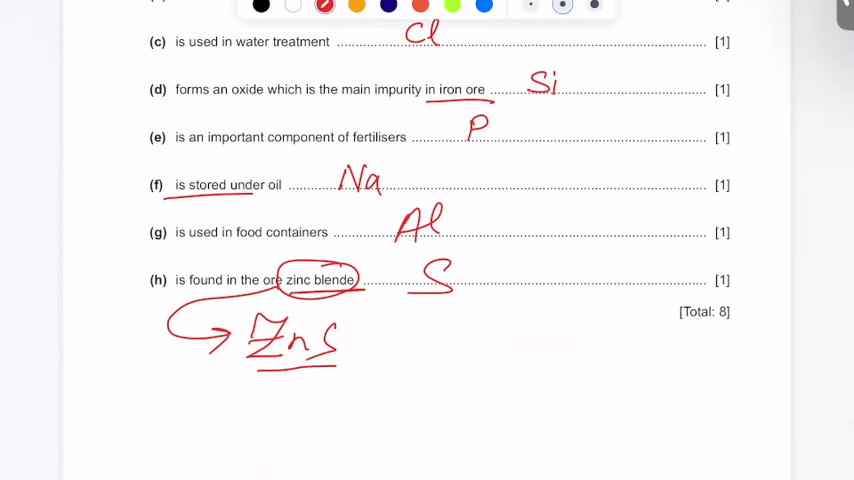 (c) is used in water treatment ........ Cl ........ [1]
(d) forms an oxide which is the main impurity in iron ore ........ Si ........ [1]
(e) is an important component of fertilisers ........ P ........ [1]
(f) is stored under oil ........ Na ........ [1]
(g) is used in food containers ........ Al ........ [1]
(h) is found in the ore zinc blende ........ S ........ [1]
[Total: 8]
ZnS